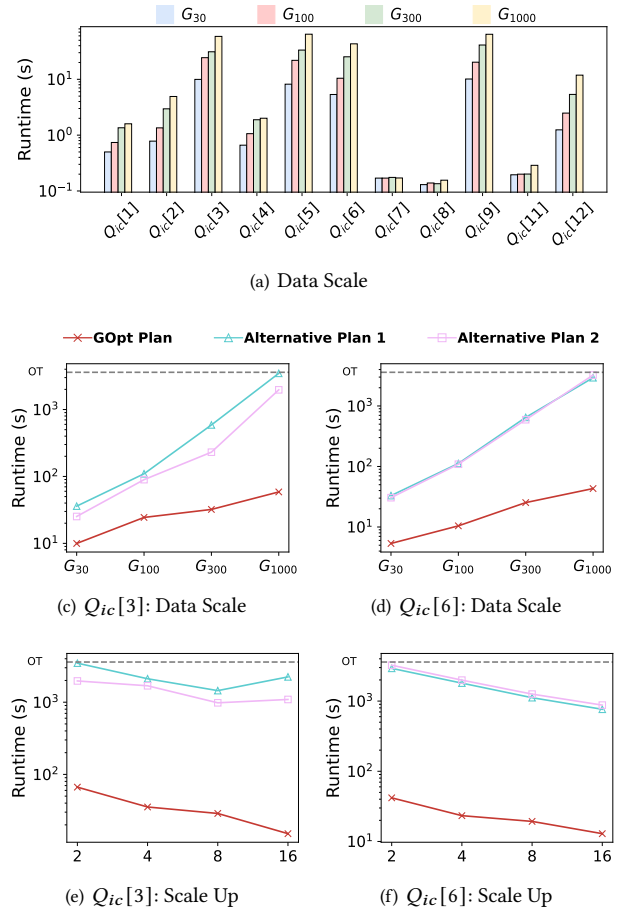 G30 G100 G300 G1000
Runtime (s)
10^1
10^0
10^−1
Qic[1] Qic[2] Qic[3] Qic[4] Qic[5] Qic[6] Qic[7] Qic[8] Qic[9] Qic[11] Qic[12]
(a) Data Scale
GOpt Plan Alternative Plan 1 Alternative Plan 2
OT
10^3
10^2
10^1
Runtime (s)
G30 G100 G300 G1000
(c) Qic[3]: Data Scale
OT
10^3
10^2
10^1
Runtime (s)
G30 G100 G300 G1000
(d) Qic[6]: Data Scale
OT
10^3
10^2
Runtime (s)
2 4 8 16
(e) Qic[3]: Scale Up
OT
10^3
10^2
10^1
Runtime (s)
2 4 8 16
(f) Qic[6]: Scale Up